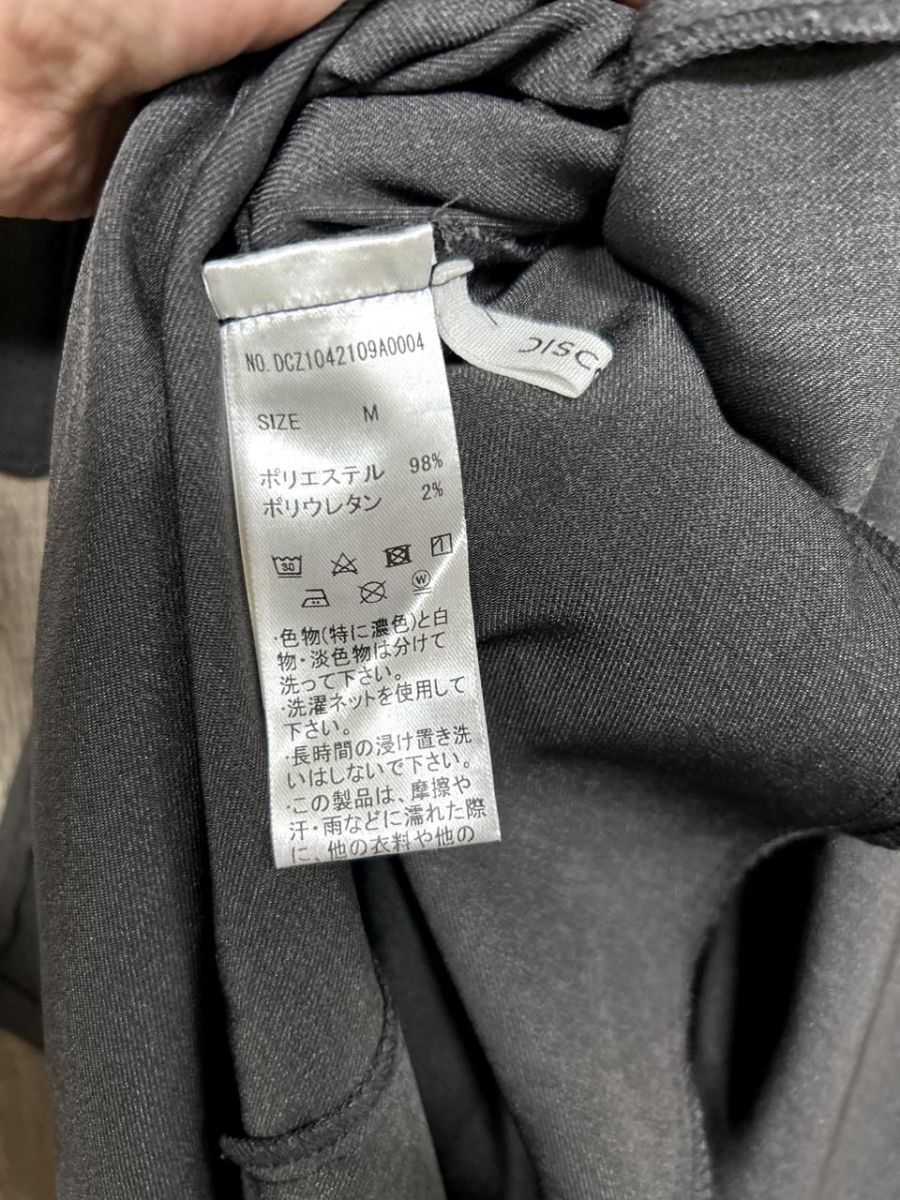 NO. DCZ1042109A0004
DISC
SIZE M
ポリエステル 98%
ポリウレタン 2%
30
W
・色物(特に濃色)と白
物・淡色物は分けて
洗って下さい。
・洗濯ネットを使用して
下さい。
・長時間の浸け置き洗
いはしないで下さい。
・この製品は、摩擦や
汗・雨などに濡れた際
に、他の衣料や他の